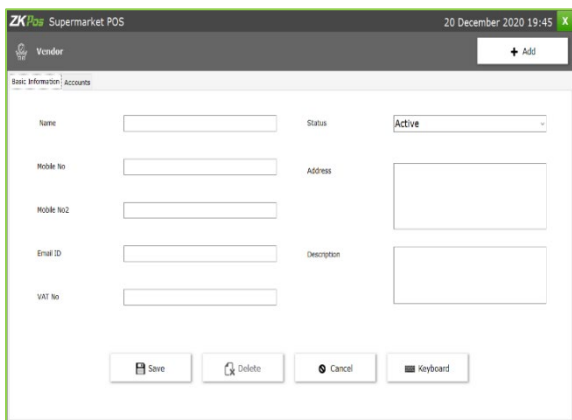 ZKPos Supermarket POS 20 December 2020 19:45 X
Vendor + Add
Basic Information Accounts
Name Status Active
Mobile No Address
Mobile No2
Email ID Description
VAT No
Save Delete Cancel Keyboard